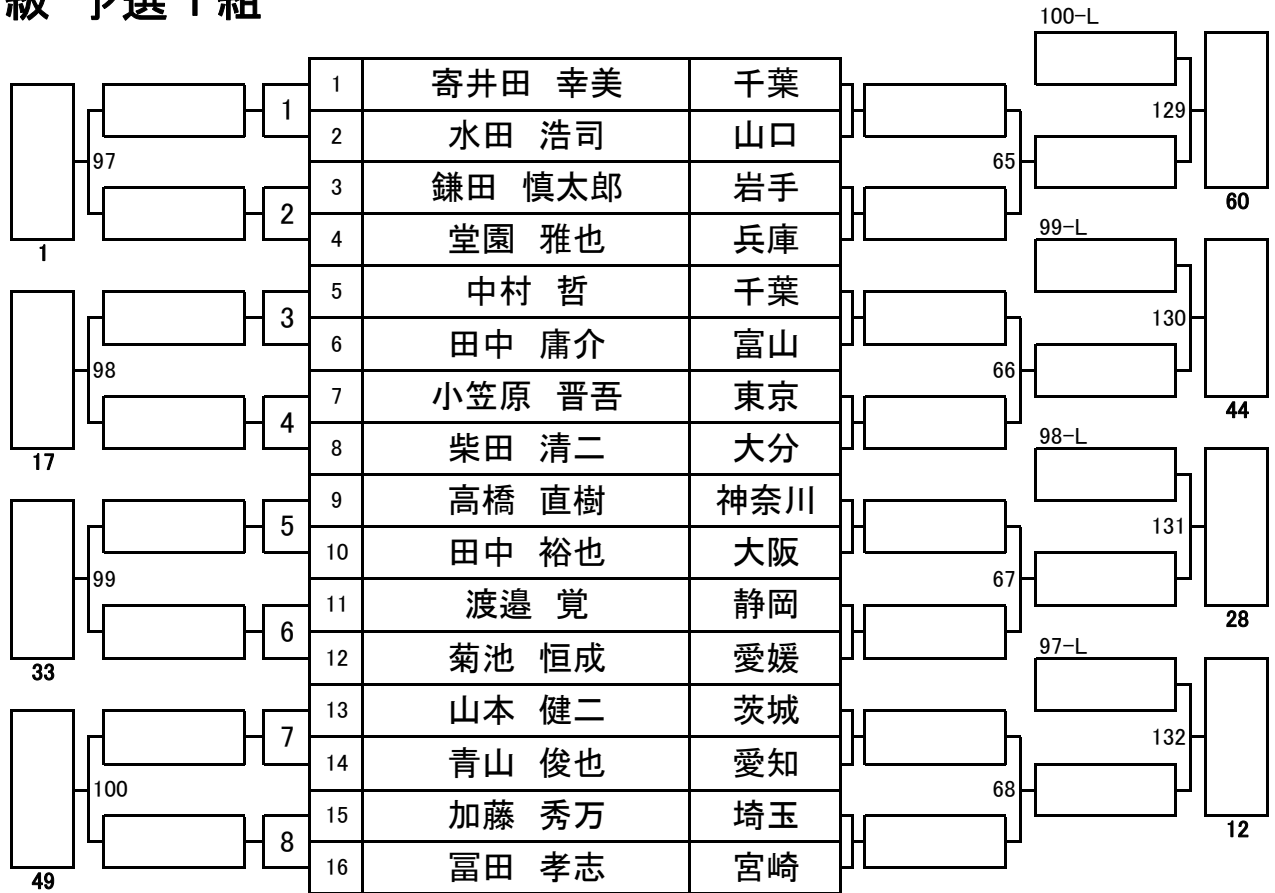 級 予選1組
1 寄井田 幸美 千葉
2 水田 浩司 山口
3 鎌田 慎太郎 岩手
4 堂園 雅也 兵庫
5 中村 哲 千葉
6 田中 庸介 富山
7 小笠原 晋吾 東京
8 柴田 清二 大分
9 高橋 直樹 神奈川
10 田中 裕也 大阪
11 渡邉 覚 静岡
12 菊池 恒成 愛媛
13 山本 健二 茨城
14 青山 俊也 愛知
15 加藤 秀万 埼玉
16 冨田 孝志 宮崎
1
97
2
1
3
98
4
17
5
99
6
33
7
100
8
49
65
66
67
68
100-L
129
60
99-L
130
44
98-L
131
28
97-L
132
12